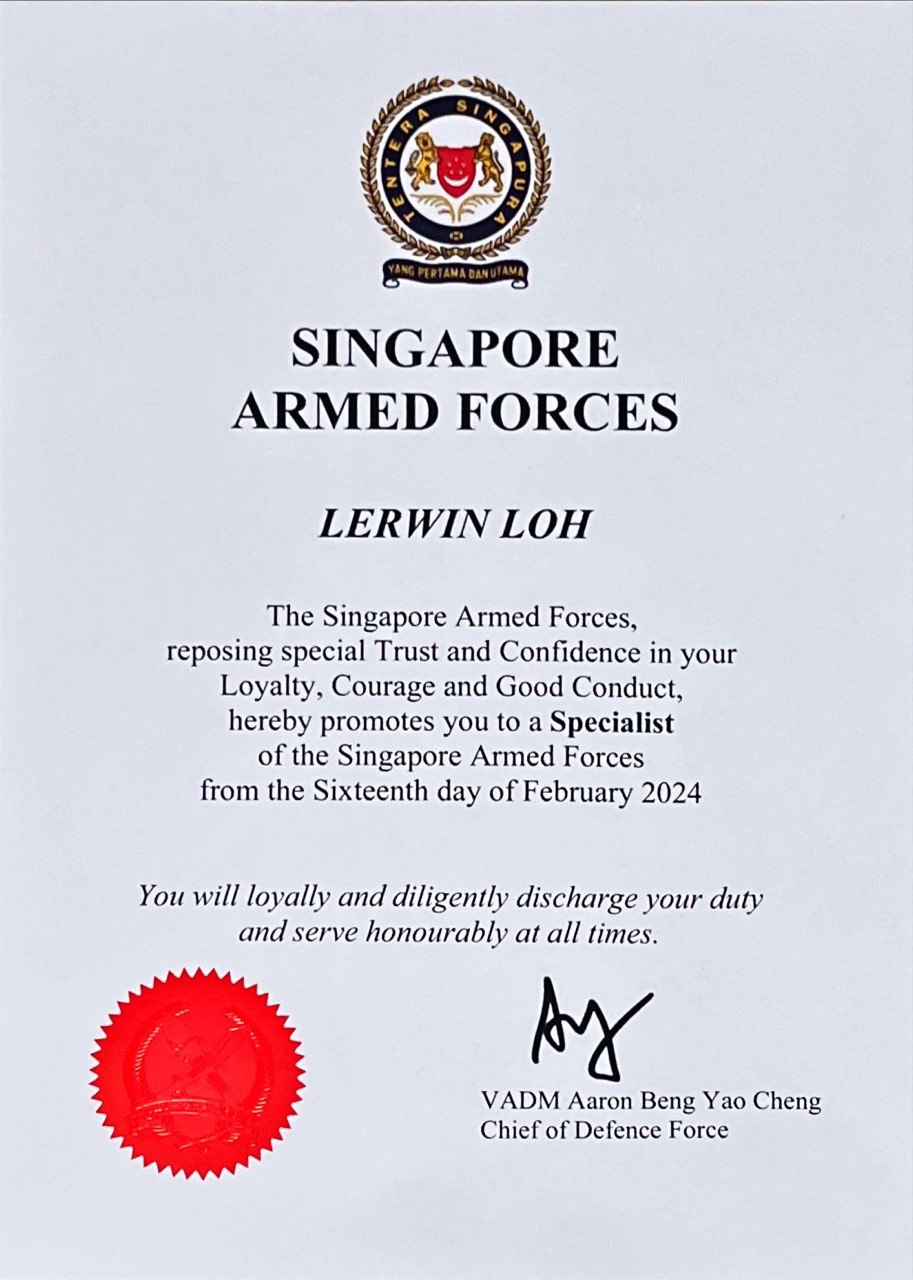 TENTERA SINGAPURA
YANG PERTAMA DAN UTAMA
SINGAPORE
ARMED FORCES
LERWIN LOH
The Singapore Armed Forces,
reposing special Trust and Confidence in your
Loyalty, Courage and Good Conduct,
hereby promotes you to a Specialist
of the Singapore Armed Forces
from the Sixteenth day of February 2024
You will loyally and diligently discharge your duty
and serve honourably at all times.
VADM Aaron Beng Yao Cheng
Chief of Defence Force